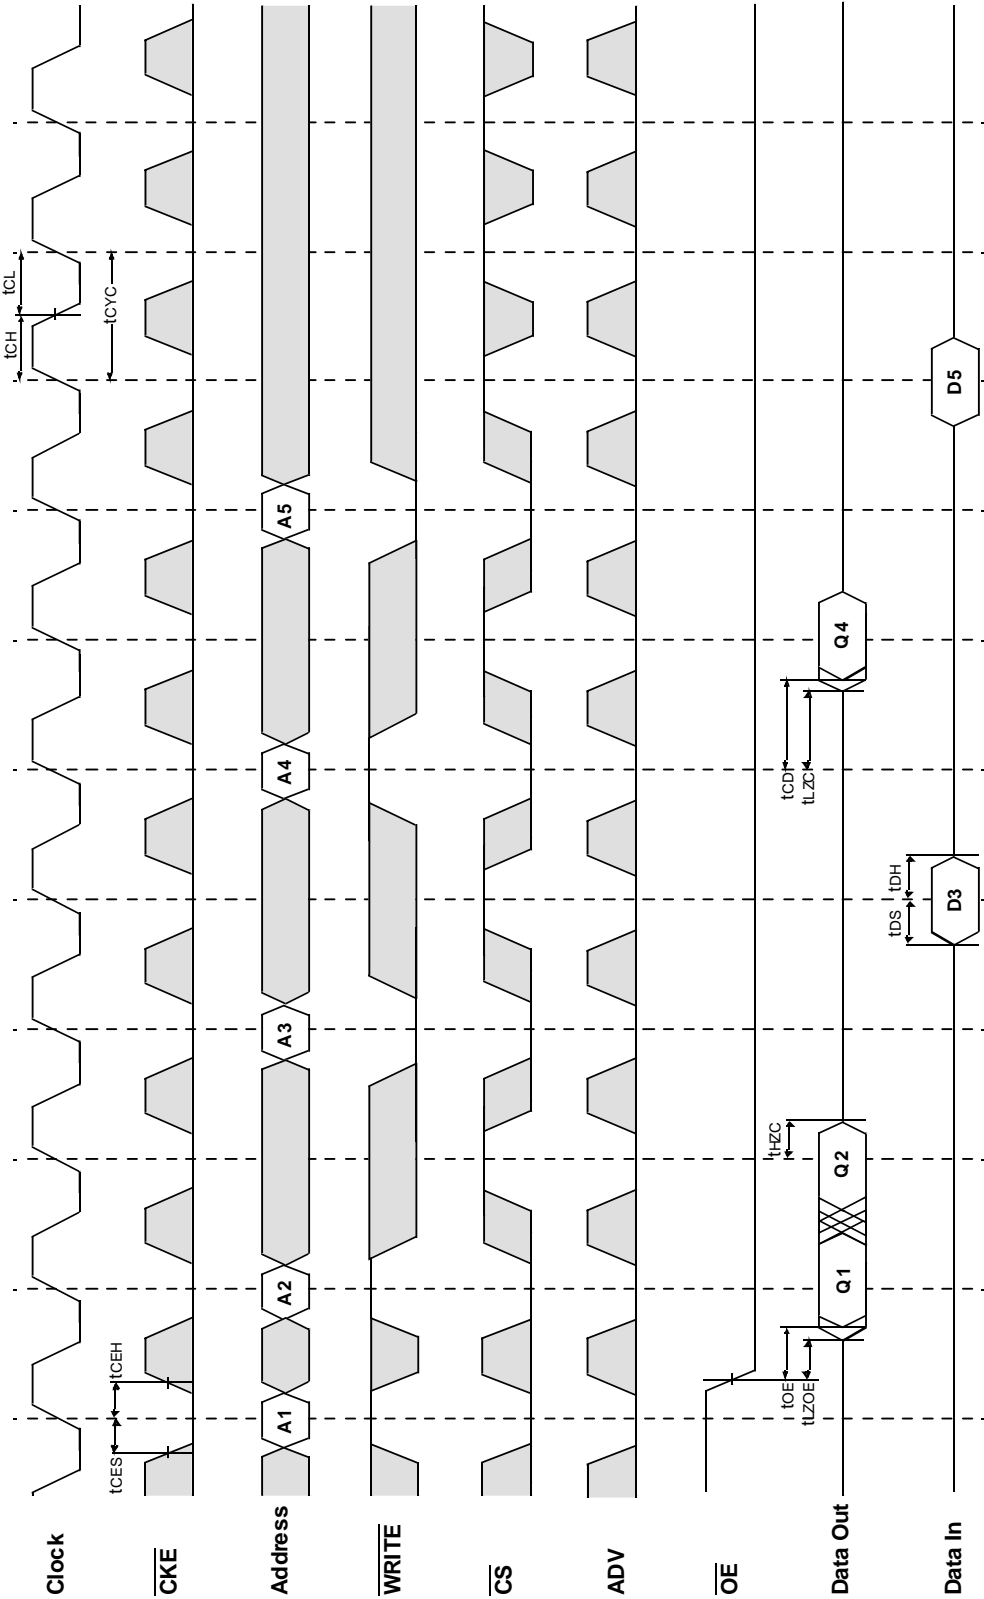 Clock
tCH
tCL
tCES
tCEH
tCYC
CKE
Address
A1
A2
A3
A4
A5
WRITE
CS
ADV
OE
tOE
tLZOE
tHZC
tCD
tLZC
Data Out
Q1
Q2
Q4
tDS
tDH
Data In
D3
D5